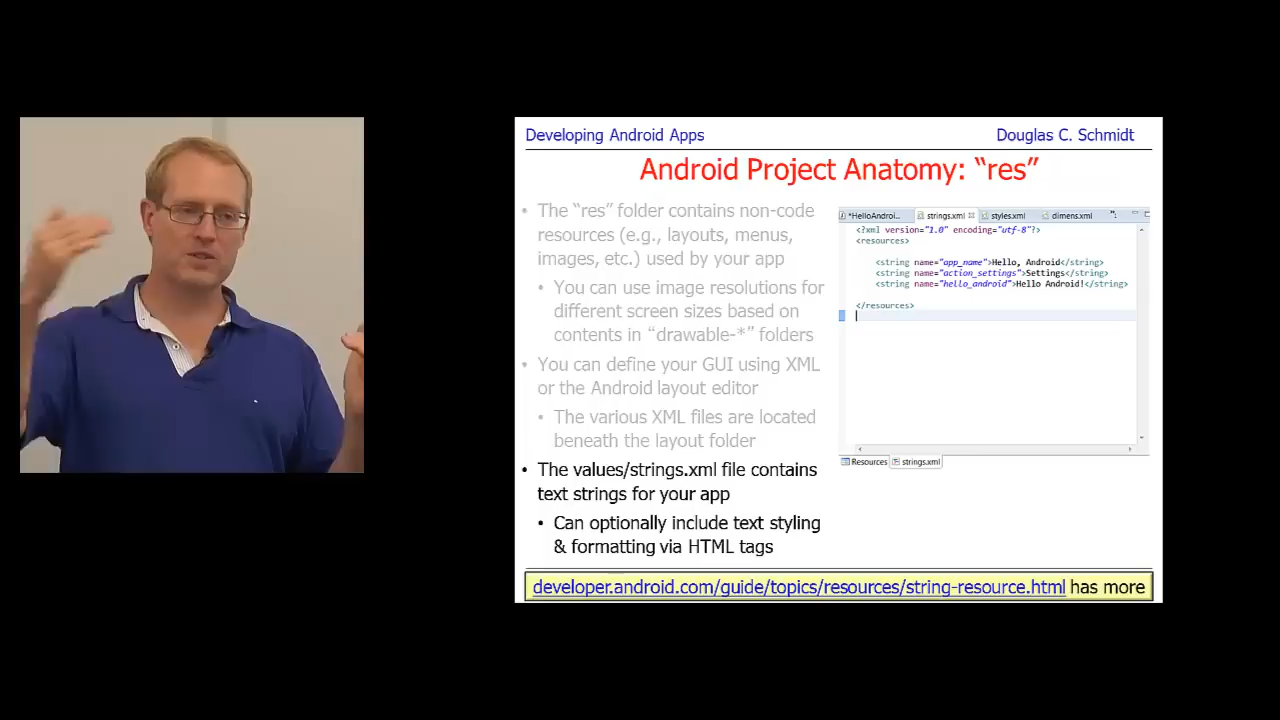 Developing Android Apps
Douglas C. Schmidt
Android Project Anatomy: “res”
• The “res” folder contains non-code
resources (e.g., layouts, menus,
images, etc.) used by your app
• You can use image resolutions for
different screen sizes based on
contents in “drawable-*” folders
• You can define your GUI using XML
or the Android layout editor
• The various XML files are located
beneath the layout folder
• The values/strings.xml file contains
text strings for your app
• Can optionally include text styling
& formatting via HTML tags
*HelloAndroi... strings.xml styles.xml dimens.xml
<?xml version="1.0" encoding="utf-8"?>
<resources>
<string name="app_name">Hello, Android</string>
<string name="action_settings">Settings</string>
<string name="hello_android">Hello Android!</string>
</resources>
Resources strings.xml
developer.android.com/guide/topics/resources/string-resource.html has more